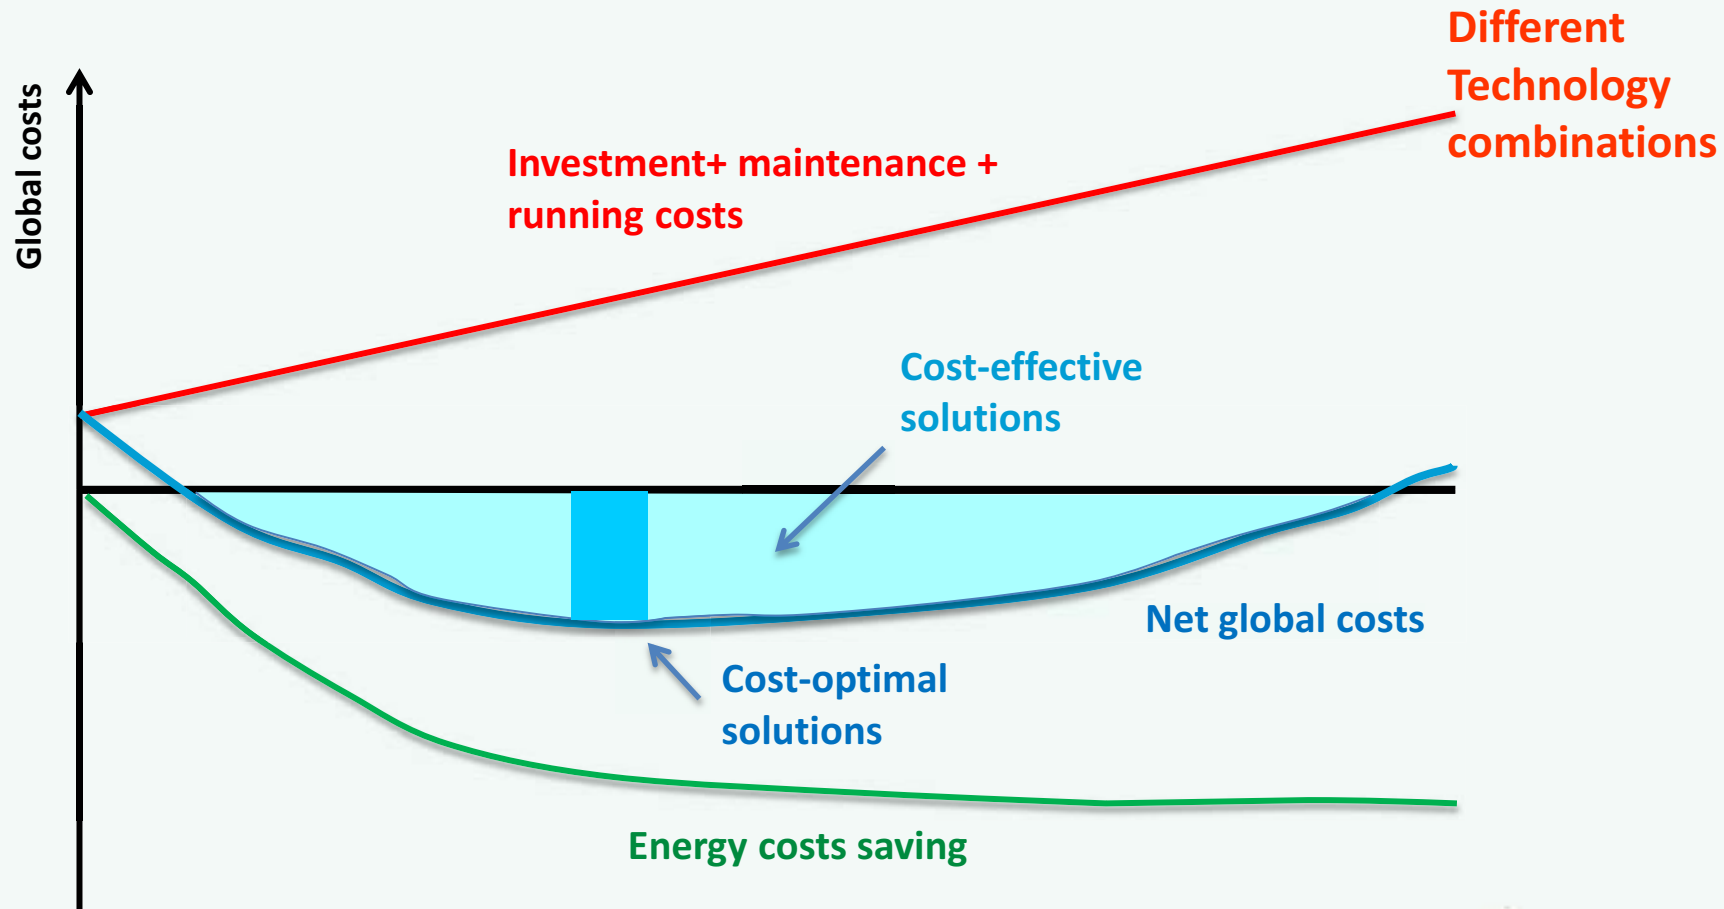 Different
Technology
combinations
Global costs
Investment+ maintenance +
running costs
Cost-effective
solutions
Net global costs
Cost-optimal
solutions
Energy costs saving